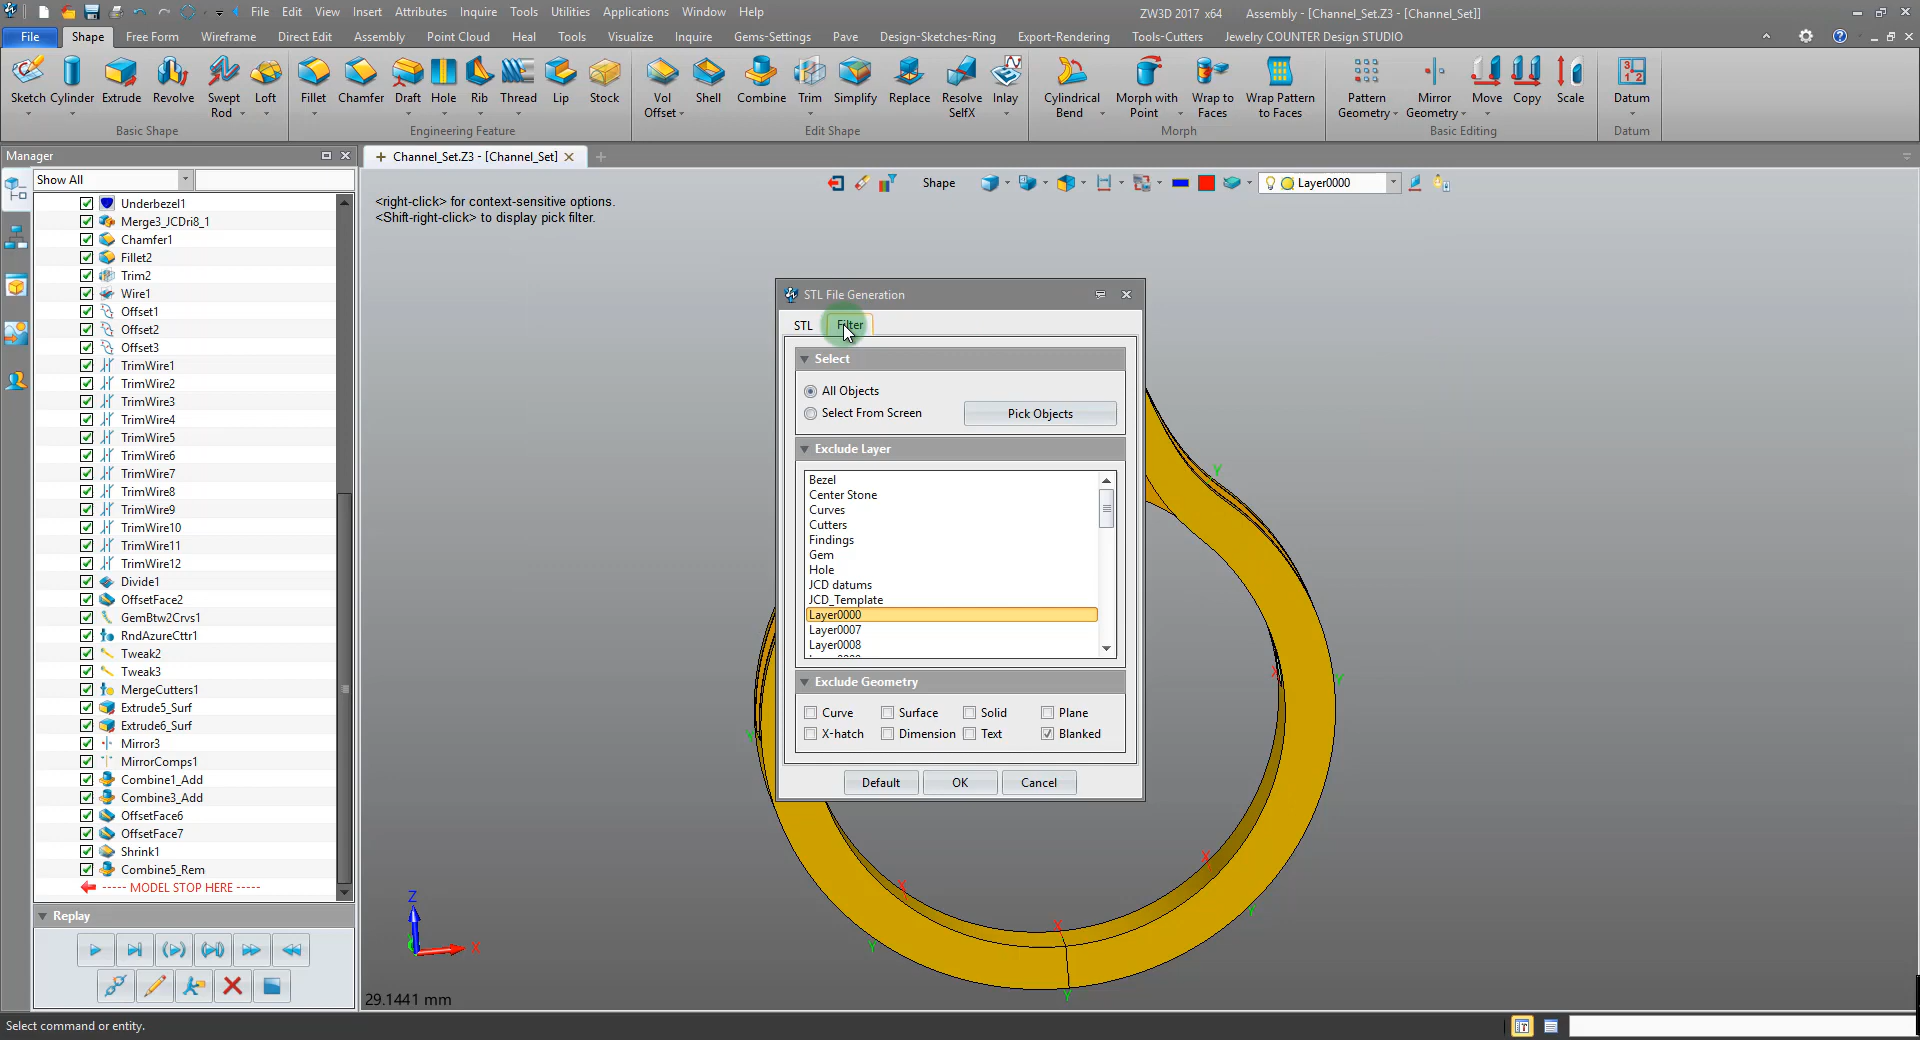 File Edit View Insert Attributes Inquire Tools Utilities Applications Window Help
ZW3D 2017 x64 Assembly - [Channel_Set.Z3 - [Channel_Set]]
File Shape Free Form Wireframe Direct Edit Assembly Point Cloud Heal Tools Visualize Inquire Gems-Settings Pave Design-Sketches-Ring Export-Rendering Tools-Cutters Jewelry COUNTER Design STUDIO
Sketch Cylinder Extrude Revolve Swept Rod Loft
Basic Shape
Fillet Chamfer Draft Hole Rib Thread Lip Stock
Engineering Feature
Vol Offset Shell Combine Trim Simplify Replace Resolve SelfX Inlay
Edit Shape
Cylindrical Bend Morph with Point Wrap to Faces Wrap Pattern to Faces
Morph
Pattern Geometry Mirror Geometry Move Copy Scale
Basic Editing
Datum
Datum
Manager
Channel_Set.Z3 - [Channel_Set]
Show All
Shape
Layer0000
<right-click> for context-sensitive options.
<Shift-right-click> to display pick filter.
Underbezel1
Merge3_JCDri8_1
Chamfer1
Fillet2
Trim2
Wire1
Offset1
Offset2
Offset3
TrimWire1
TrimWire2
TrimWire3
TrimWire4
TrimWire5
TrimWire6
TrimWire7
TrimWire8
TrimWire9
TrimWire10
TrimWire11
TrimWire12
Divide1
OffsetFace2
GemBtw2Crvs1
RndAzureCttr1
Tweak2
Tweak3
MergeCutters1
Extrude5_Surf
Extrude6_Surf
Mirror3
MirrorComps1
Combine1_Add
Combine3_Add
OffsetFace6
OffsetFace7
Shrink1
Combine5_Rem
----- MODEL STOP HERE -----
Replay
STL File Generation
STL Filter
Select
All Objects
Select From Screen Pick Objects
Exclude Layer
Bezel
Center Stone
Curves
Cutters
Findings
Gem
Hole
JCD datums
JCD_Template
Layer0000
Layer0007
Layer0008
Exclude Geometry
Curve Surface Solid Plane
X-hatch Dimension Text Blanked
Default OK Cancel
Y
X
Y
Y
X
X
X
Y
Y
Y
Z
X
29.1441 mm
Select command or entity.